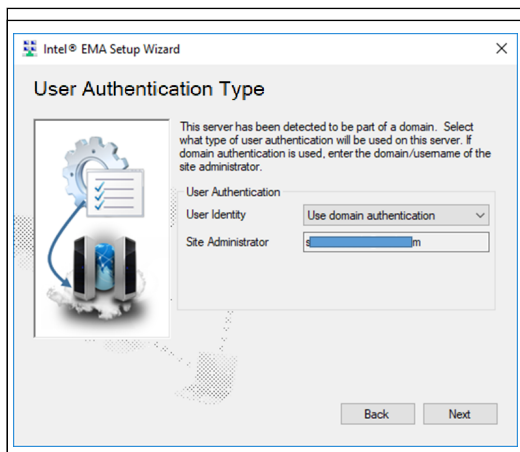 Intel® EMA Setup Wizard
User Authentication Type
This server has been detected to be part of a domain. Select
what type of user authentication will be used on this server. If
domain authentication is used, enter the domain/username of the
site administrator.
User Authentication
User Identity
Use domain authentication
Site Administrator
s m
Back
Next